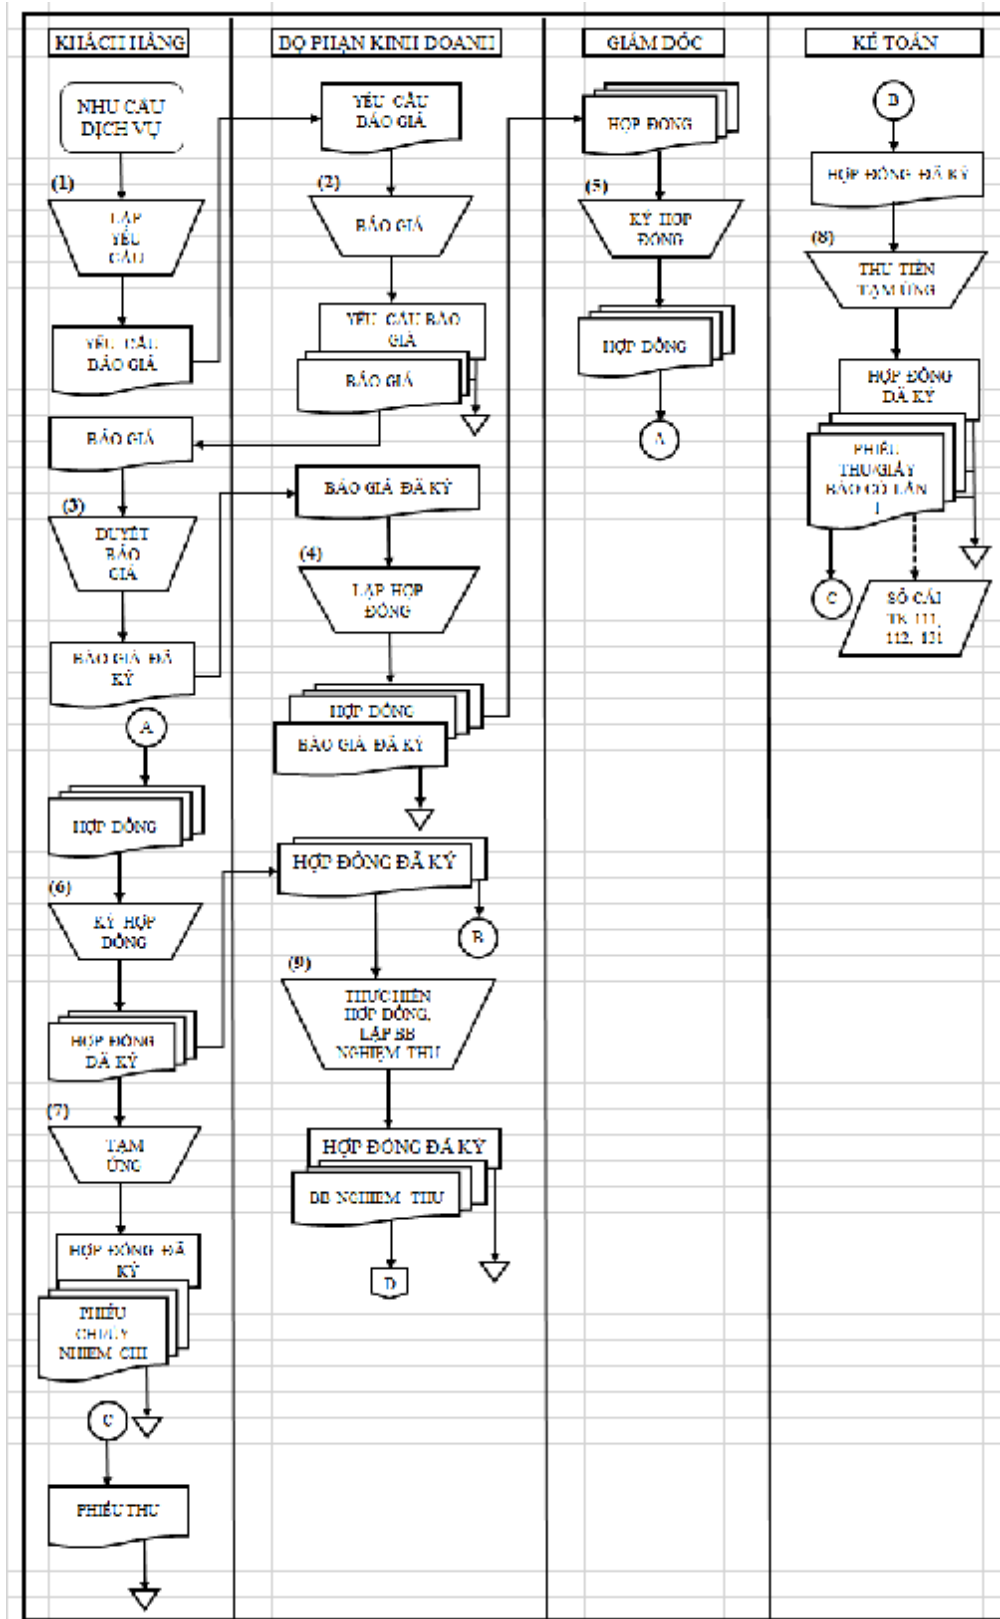 KHÁCH HÀNG
NHU CẦU
DỊCH VỤ
(1)
LẬP
YÊU
CẦU
YÊU CẦU
BÁO GIÁ
BÁO GIÁ
(3)
DUYỆT
BÁO
GIÁ
BÁO GIÁ ĐÃ
KÝ
A
HỢP ĐỒNG
(6)
KÝ HỢP
ĐỒNG
HỢP ĐỒNG
ĐÃ KÝ
(7)
TẠM
ỨNG
HỢP ĐỒNG ĐÃ
KÝ
PHIẾU
CHI/ỦY
NHIỆM CHI
C
PHIẾU THU
BỘ PHẬN KINH DOANH
YÊU CẦU
BÁO GIÁ
(2)
BÁO GIÁ
YÊU CẦU BÁO
GIÁ
BÁO GIÁ
BÁO GIÁ ĐÃ KÝ
(4)
LẬP HỢP
ĐỒNG
HỢP ĐỒNG
BÁO GIÁ ĐÃ KÝ
HỢP ĐỒNG ĐÃ KÝ
B
(9)
THỰC HIỆN
HỢP ĐỒNG,
LẬP BB
NGHIỆM THU
HỢP ĐỒNG ĐÃ KÝ
BB NGHIỆM THU
D
GIÁM ĐỐC
HỢP ĐỒNG
(5)
KÝ HỢP
ĐỒNG
HỢP ĐỒNG
A
KẾ TOÁN
B
HỢP ĐỒNG ĐÃ KÝ
(8)
THU TIỀN
TẠM ỨNG
HỢP ĐỒNG
ĐÃ KÝ
PHIẾU
THU/GIẤY
BÁO CÓ LẦN
1
C
SỔ CÁI
TK 111,
112, 131